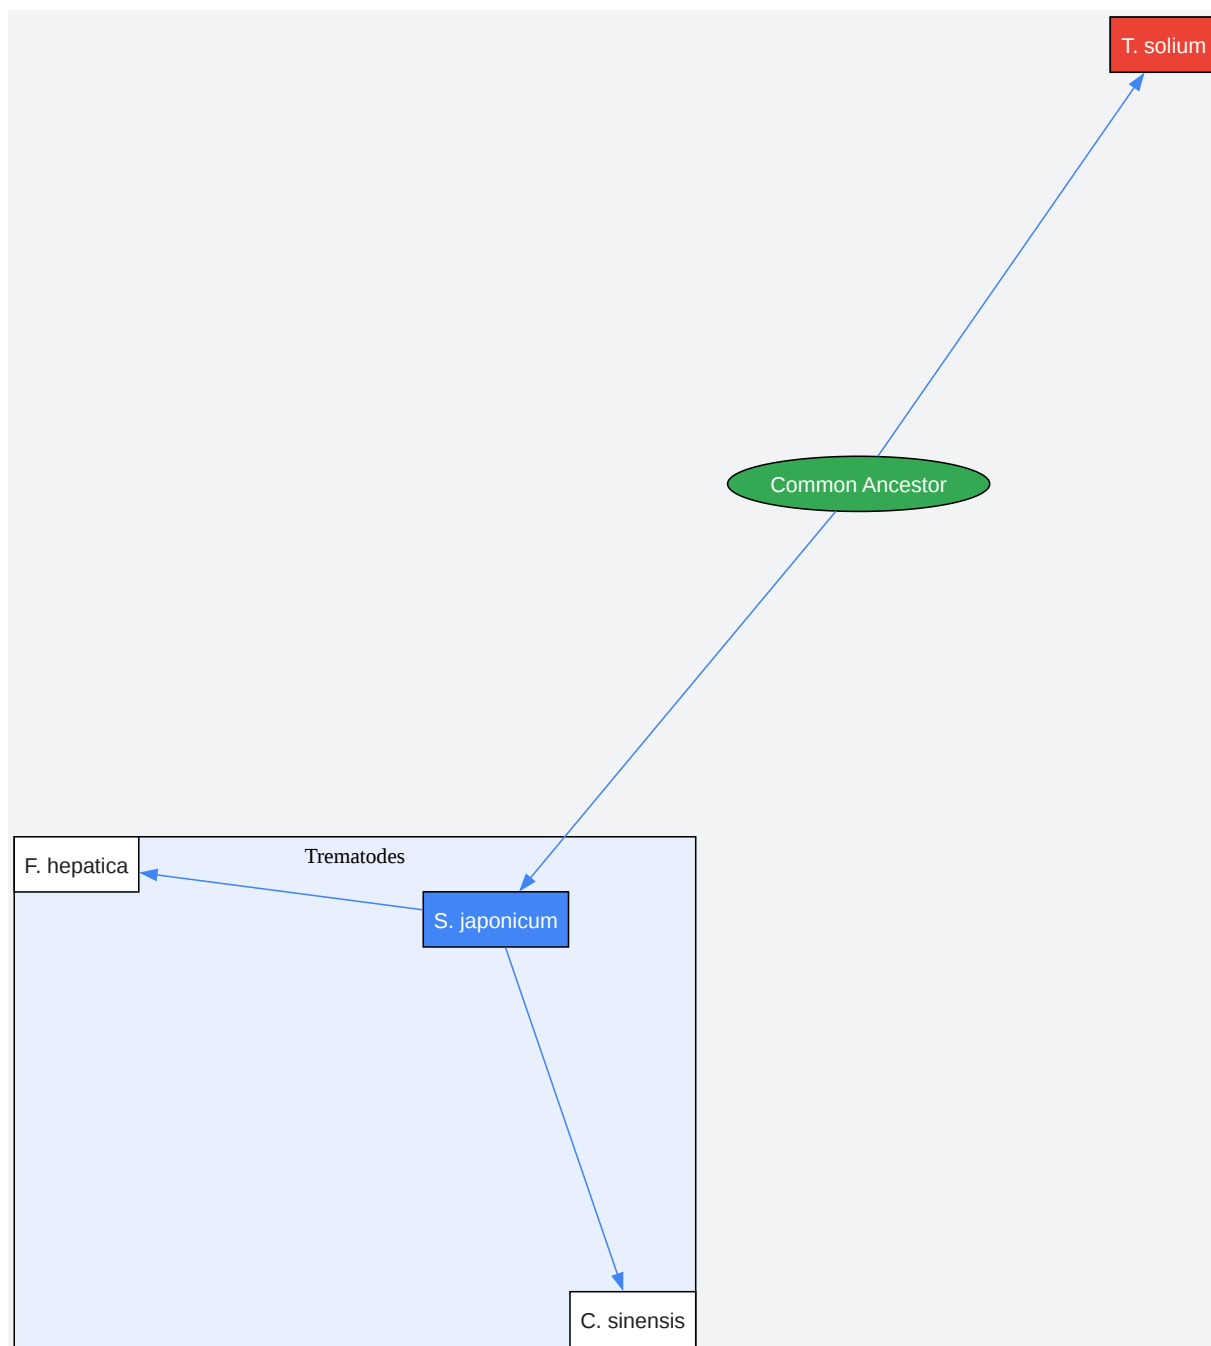 T. solium
Common Ancestor
Trematodes
F. hepatica
S. japonicum
C. sinensis